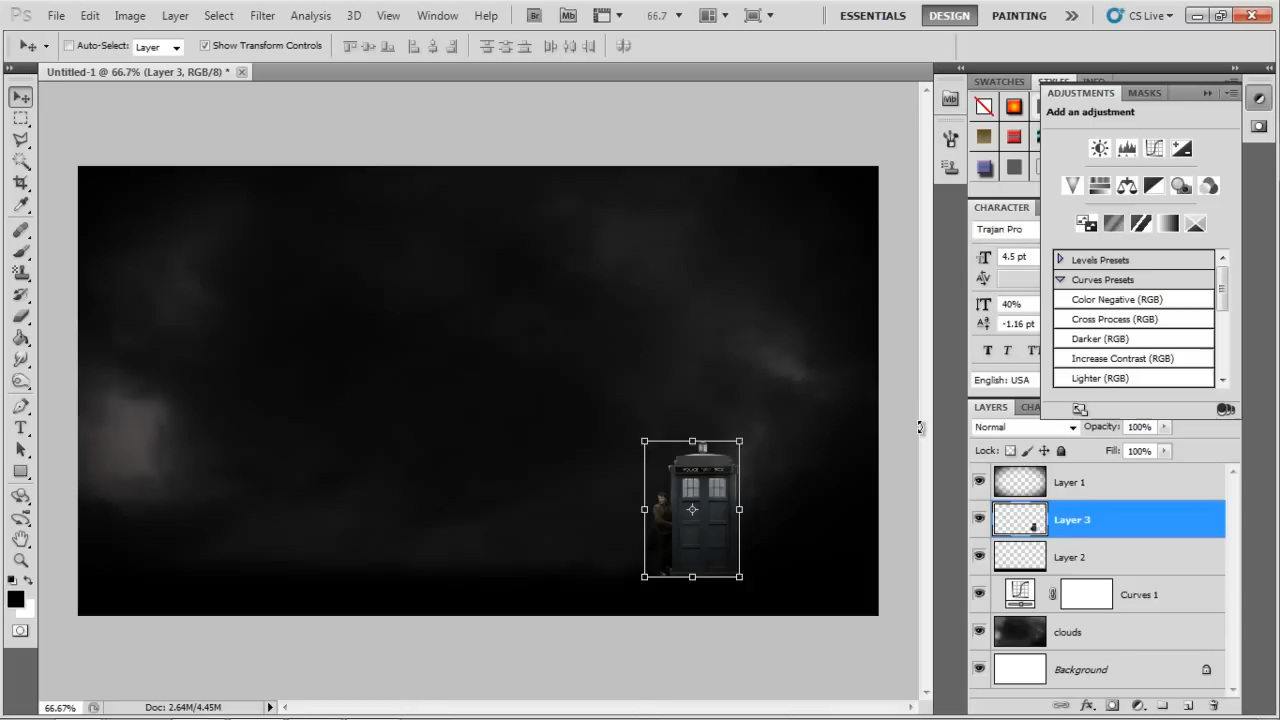 Ps File Edit Image Layer Select Filter Analysis 3D View Window Help Br Mb 66.7 ESSENTIALS DESIGN PAINTING CS Live
Auto-Select: Layer Show Transform Controls
Untitled-1 @ 66.7% (Layer 3, RGB/8) *
SWATCHES STYLES INFO
ADJUSTMENTS MASKS
Mb
Add an adjustment
CHARACTER
Trajan Pro
4.5 pt
40%
-1.16 pt
T T
English: USA
Levels Presets
Curves Presets
Color Negative (RGB)
Cross Process (RGB)
Darker (RGB)
Increase Contrast (RGB)
Lighter (RGB)
LAYERS CHA
Normal Opacity: 100%
Lock: Fill: 100%
Layer 1
Layer 3
Layer 2
Curves 1
clouds
Background
POLICE BOX
66.67% Doc: 2.64M/4.45M